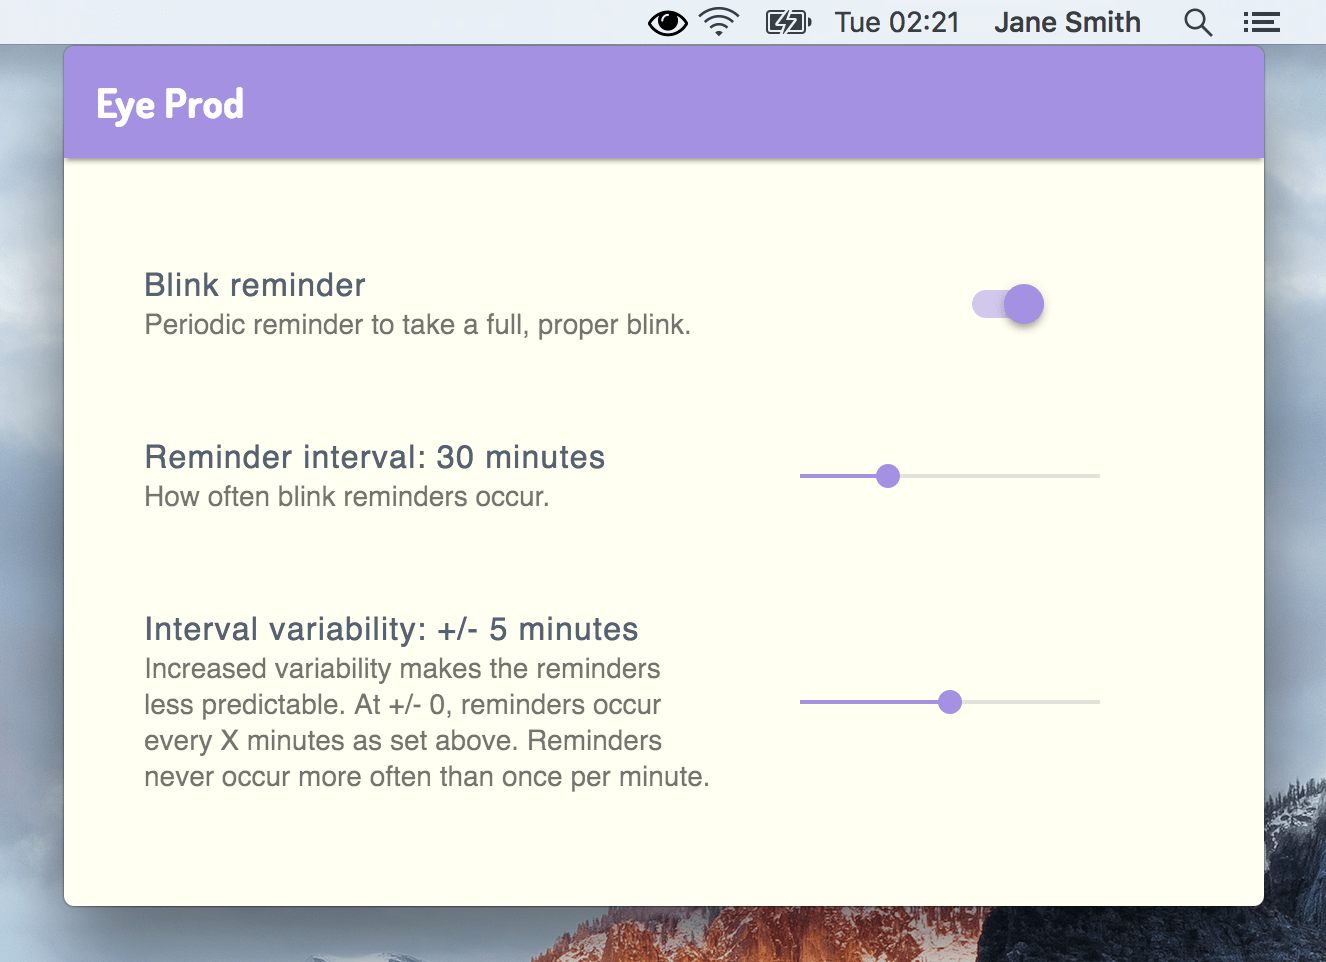 Tue 02:21 Jane Smith
Eye Prod
Blink reminder
Periodic reminder to take a full, proper blink.
Reminder interval: 30 minutes
How often blink reminders occur.
Interval variability: +/- 5 minutes
Increased variability makes the reminders
less predictable. At +/- 0, reminders occur
every X minutes as set above. Reminders
never occur more often than once per minute.